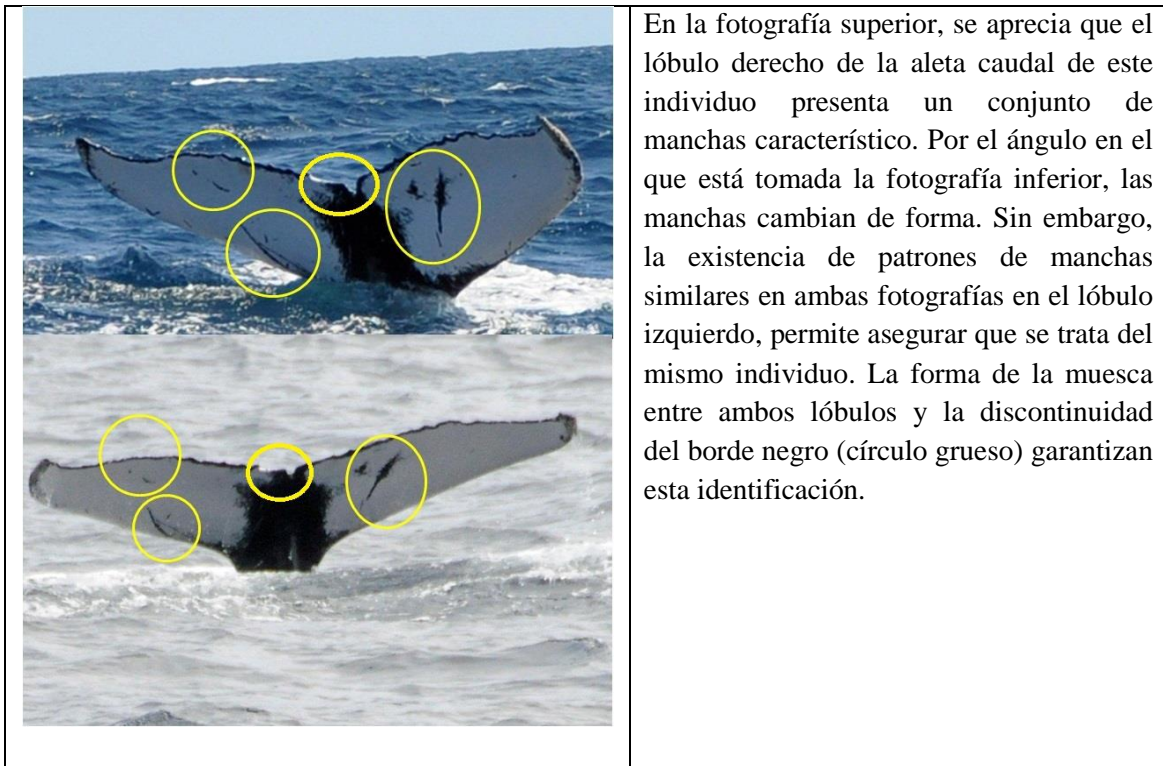 En la fotografía superior, se aprecia que el
lóbulo derecho de la aleta caudal de este
individuo presenta un conjunto de
manchas característico. Por el ángulo en el
que está tomada la fotografía inferior, las
manchas cambian de forma. Sin embargo,
la existencia de patrones de manchas
similares en ambas fotografías en el lóbulo
izquierdo, permite asegurar que se trata del
mismo individuo. La forma de la muesca
entre ambos lóbulos y la discontinuidad
del borde negro (círculo grueso) garantizan
esta identificación.